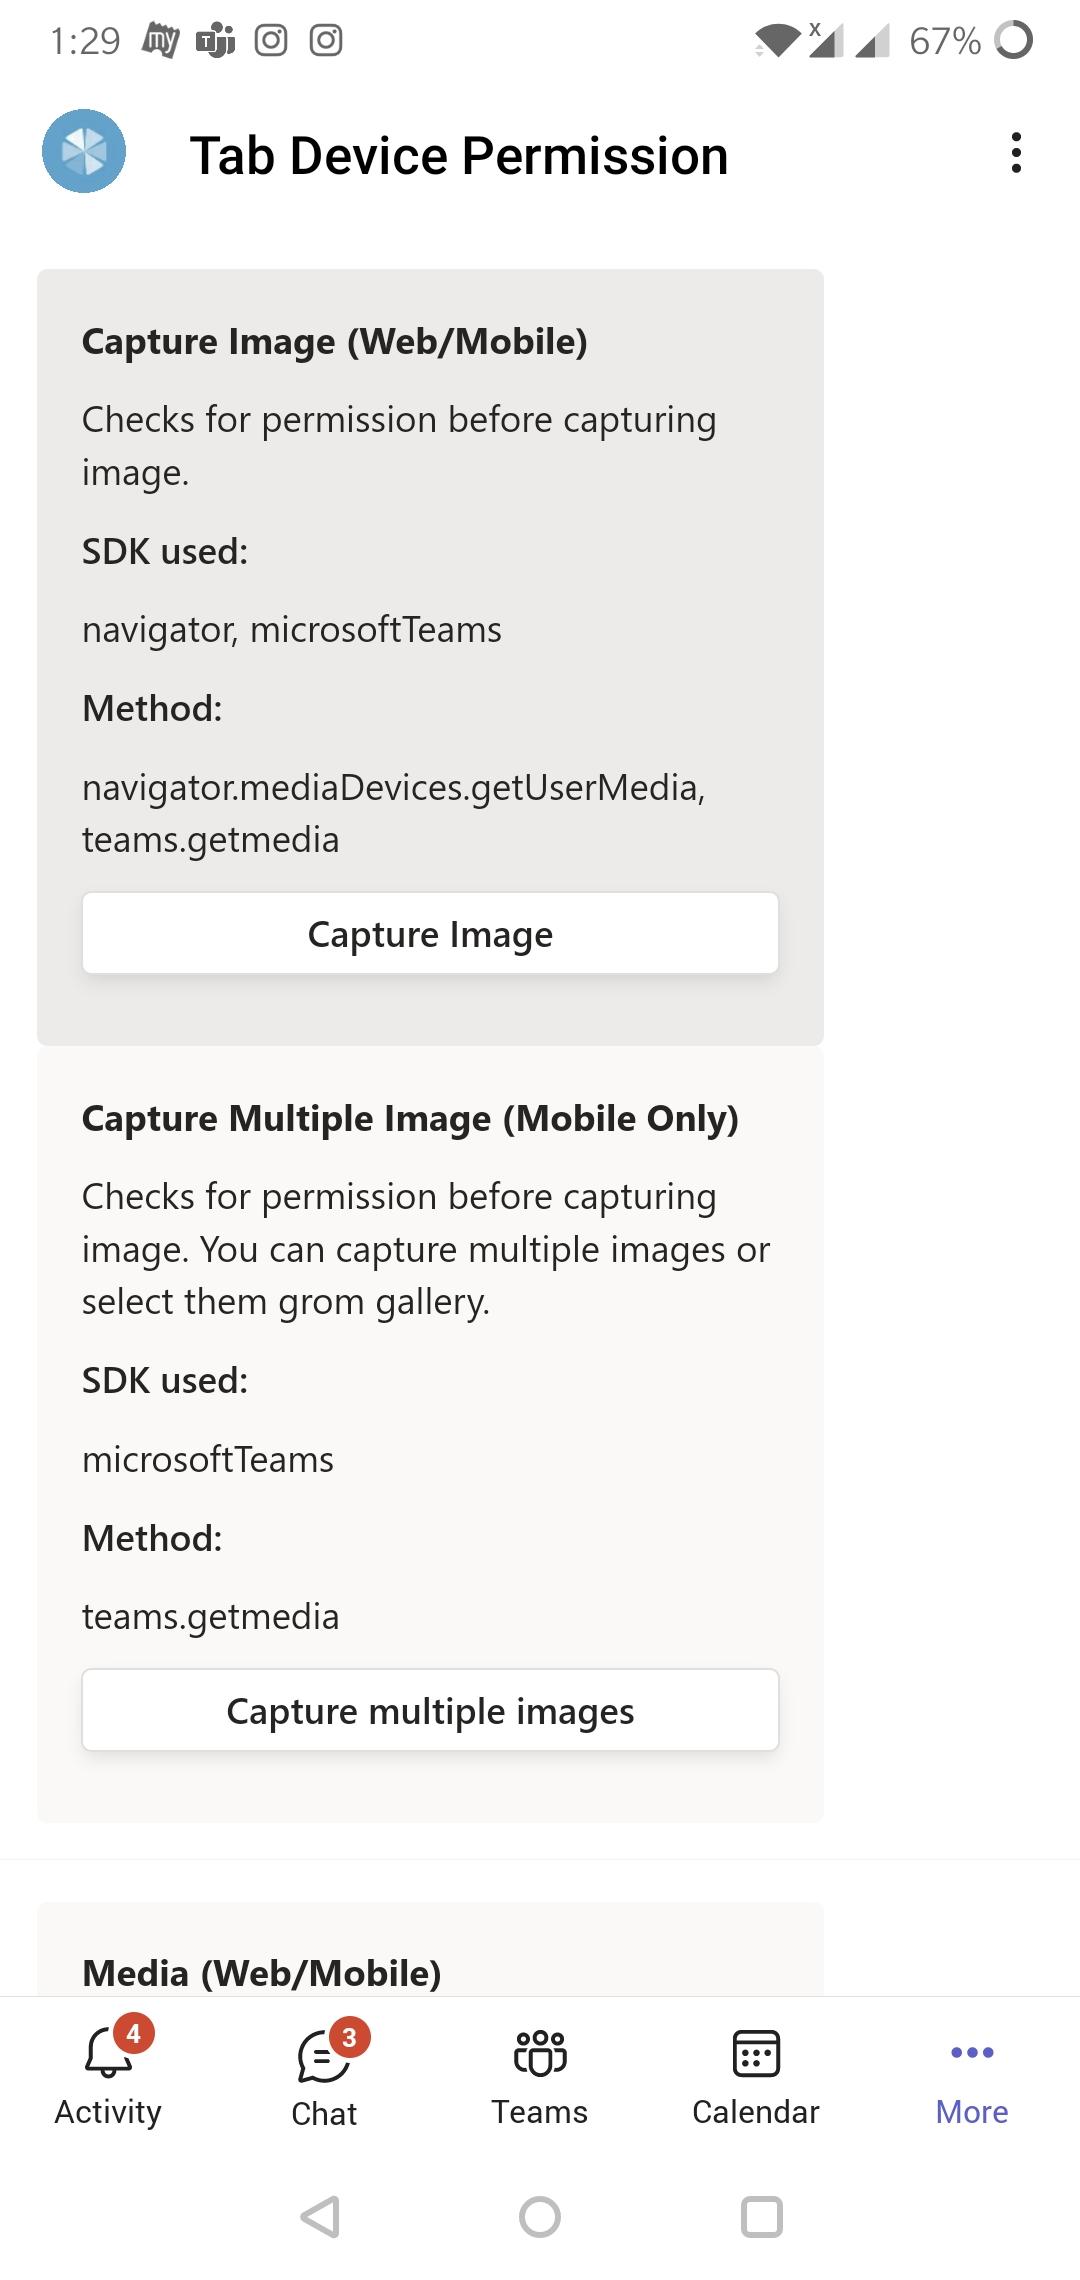 1:29 my T X 67%
Tab Device Permission
Capture Image (Web/Mobile)
Checks for permission before capturing
image.
SDK used:
navigator, microsoftTeams
Method:
navigator.mediaDevices.getUserMedia,
teams.getmedia
Capture Image
Capture Multiple Image (Mobile Only)
Checks for permission before capturing
image. You can capture multiple images or
select them grom gallery.
SDK used:
microsoftTeams
Method:
teams.getmedia
Capture multiple images
Media (Web/Mobile)
4 3
Activity Chat Teams Calendar More